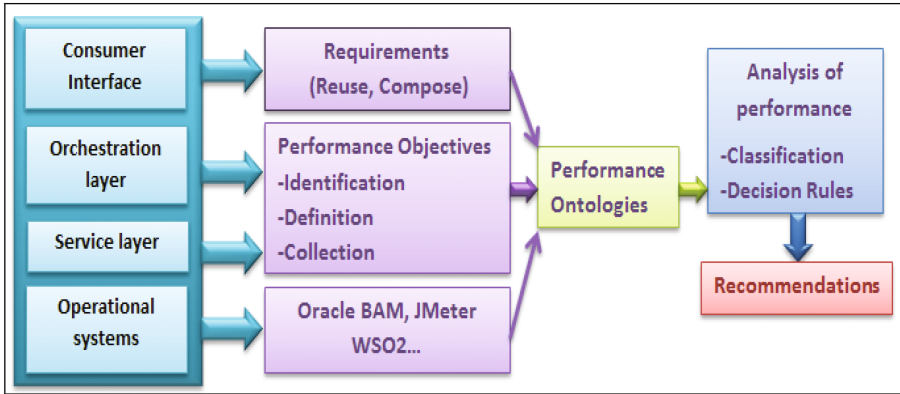 Consumer
Interface
Orchestration
layer
Service layer
Operational
systems
Requirements
(Reuse, Compose)
Performance Objectives
-Identification
-Definition
-Collection
Oracle BAM, JMeter
WSO2...
Performance
Ontologies
Analysis of
performance
-Classification
-Decision Rules
Recommendations